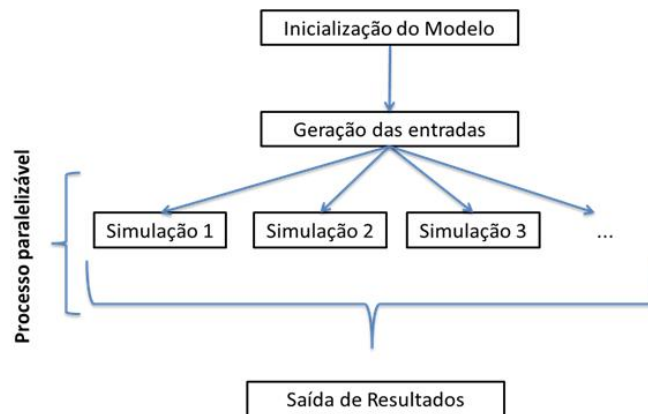 Inicialização do Modelo
Geração das entradas
Processo paralelizável
Simulação 1
Simulação 2
Simulação 3
...
Saída de Resultados